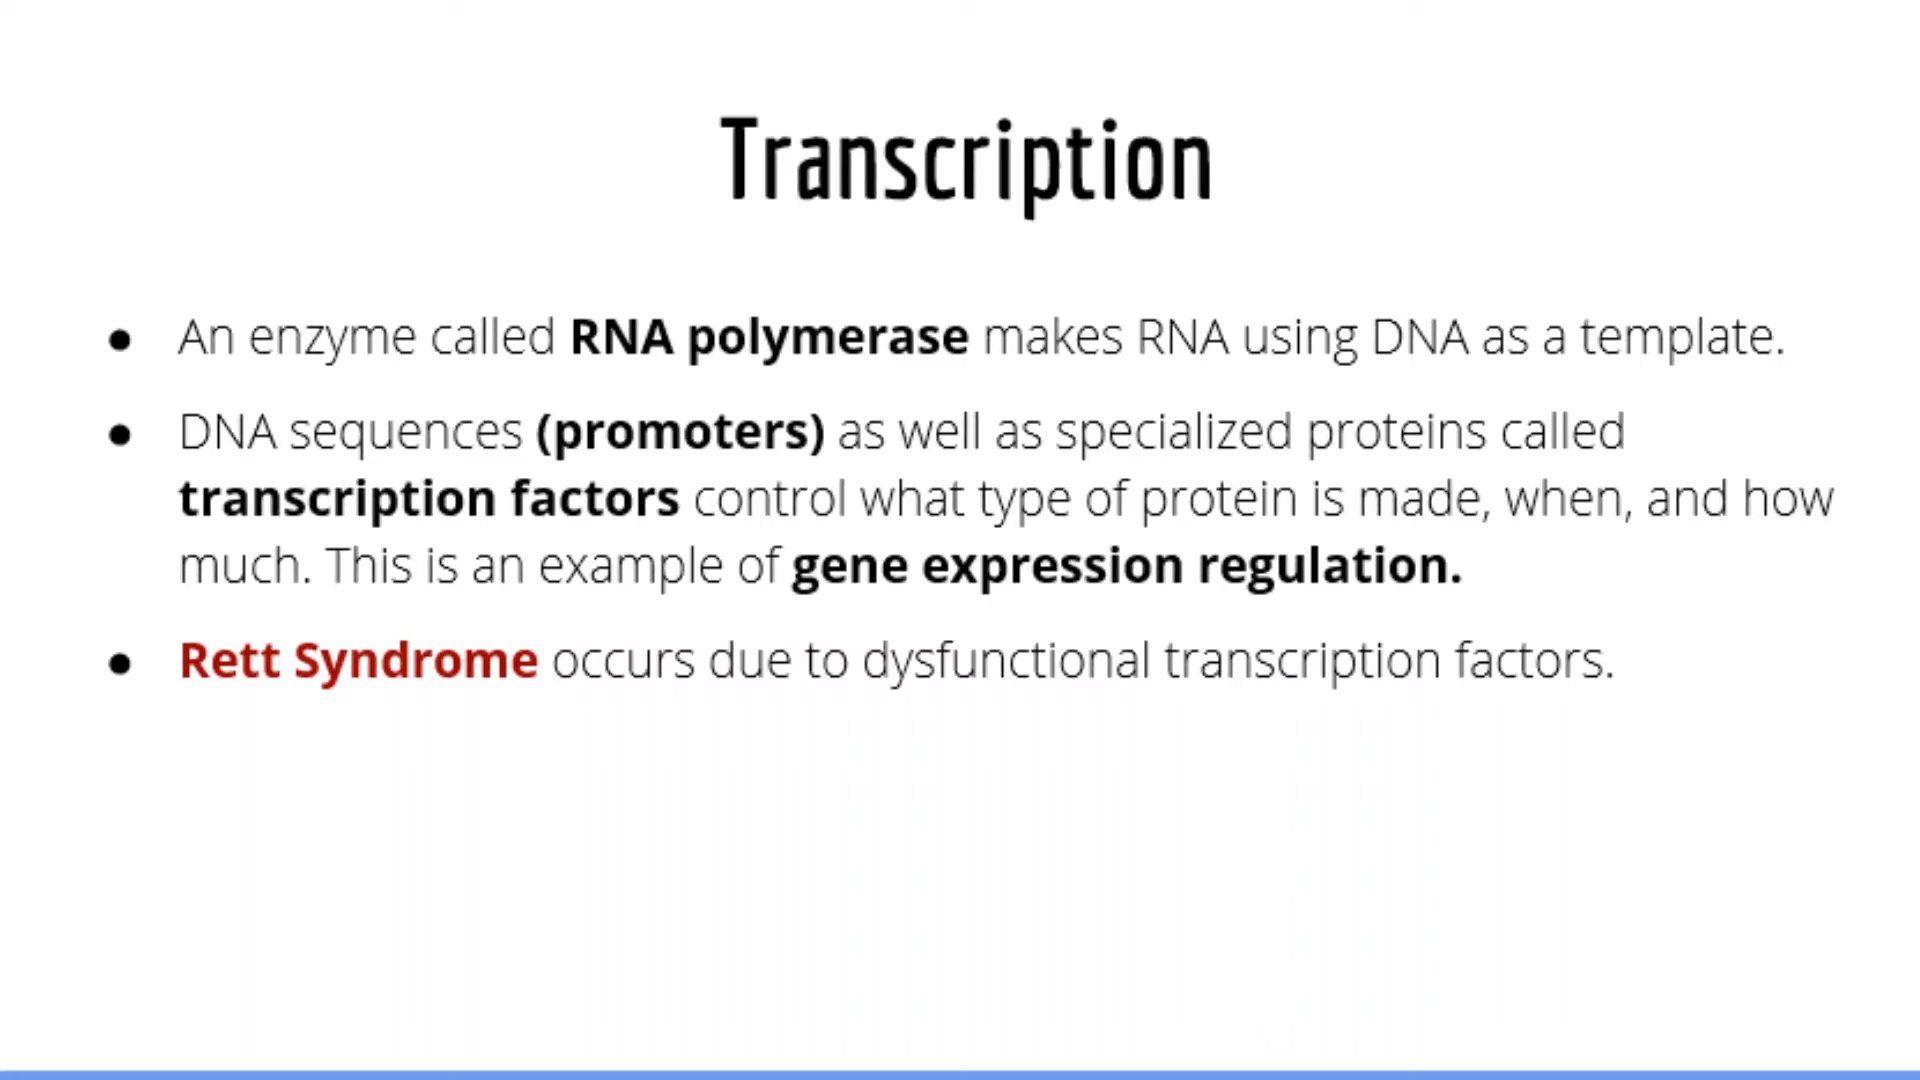 Transcription
● An enzyme called RNA polymerase makes RNA using DNA as a template.
● DNA sequences (promoters) as well as specialized proteins called
transcription factors control what type of protein is made, when, and how
much. This is an example of gene expression regulation.
● Rett Syndrome occurs due to dysfunctional transcription factors.